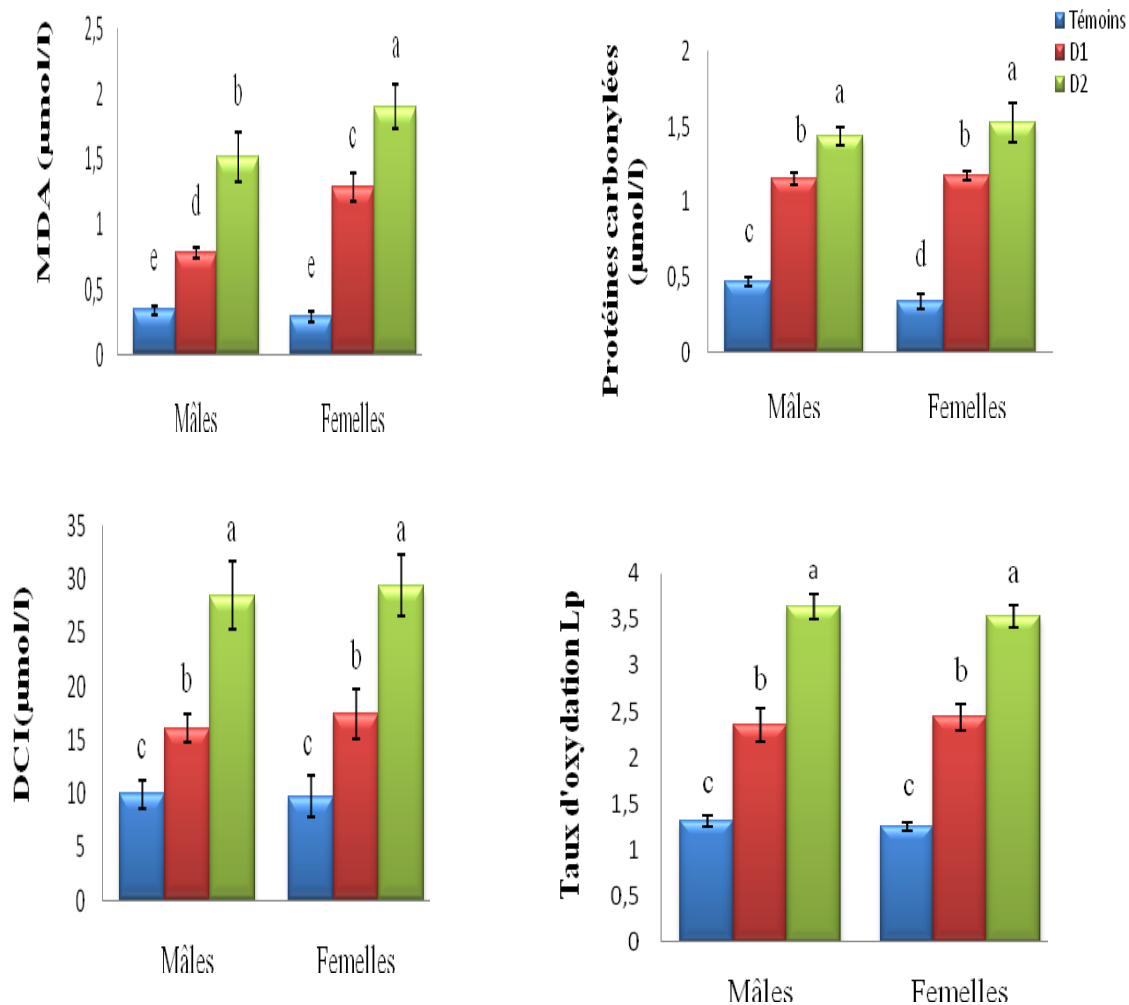 Témoins
D1
D2
MDA (µmol/l)
2,5
2
1,5
1
0,5
0
e
d
b
e
c
a
Mâles
Femelles
Protéines carbonylées
(µmol/l)
2
1,5
1
0,5
0
c
b
a
d
b
a
Mâles
Femelles
DCI(µmol/l)
35
30
25
20
15
10
5
0
c
b
a
c
b
a
Mâles
Femelles
Taux d'oxydation Lp
4
3,5
3
2,5
2
1,5
1
0,5
0
c
b
a
c
b
a
Mâles
Femelles